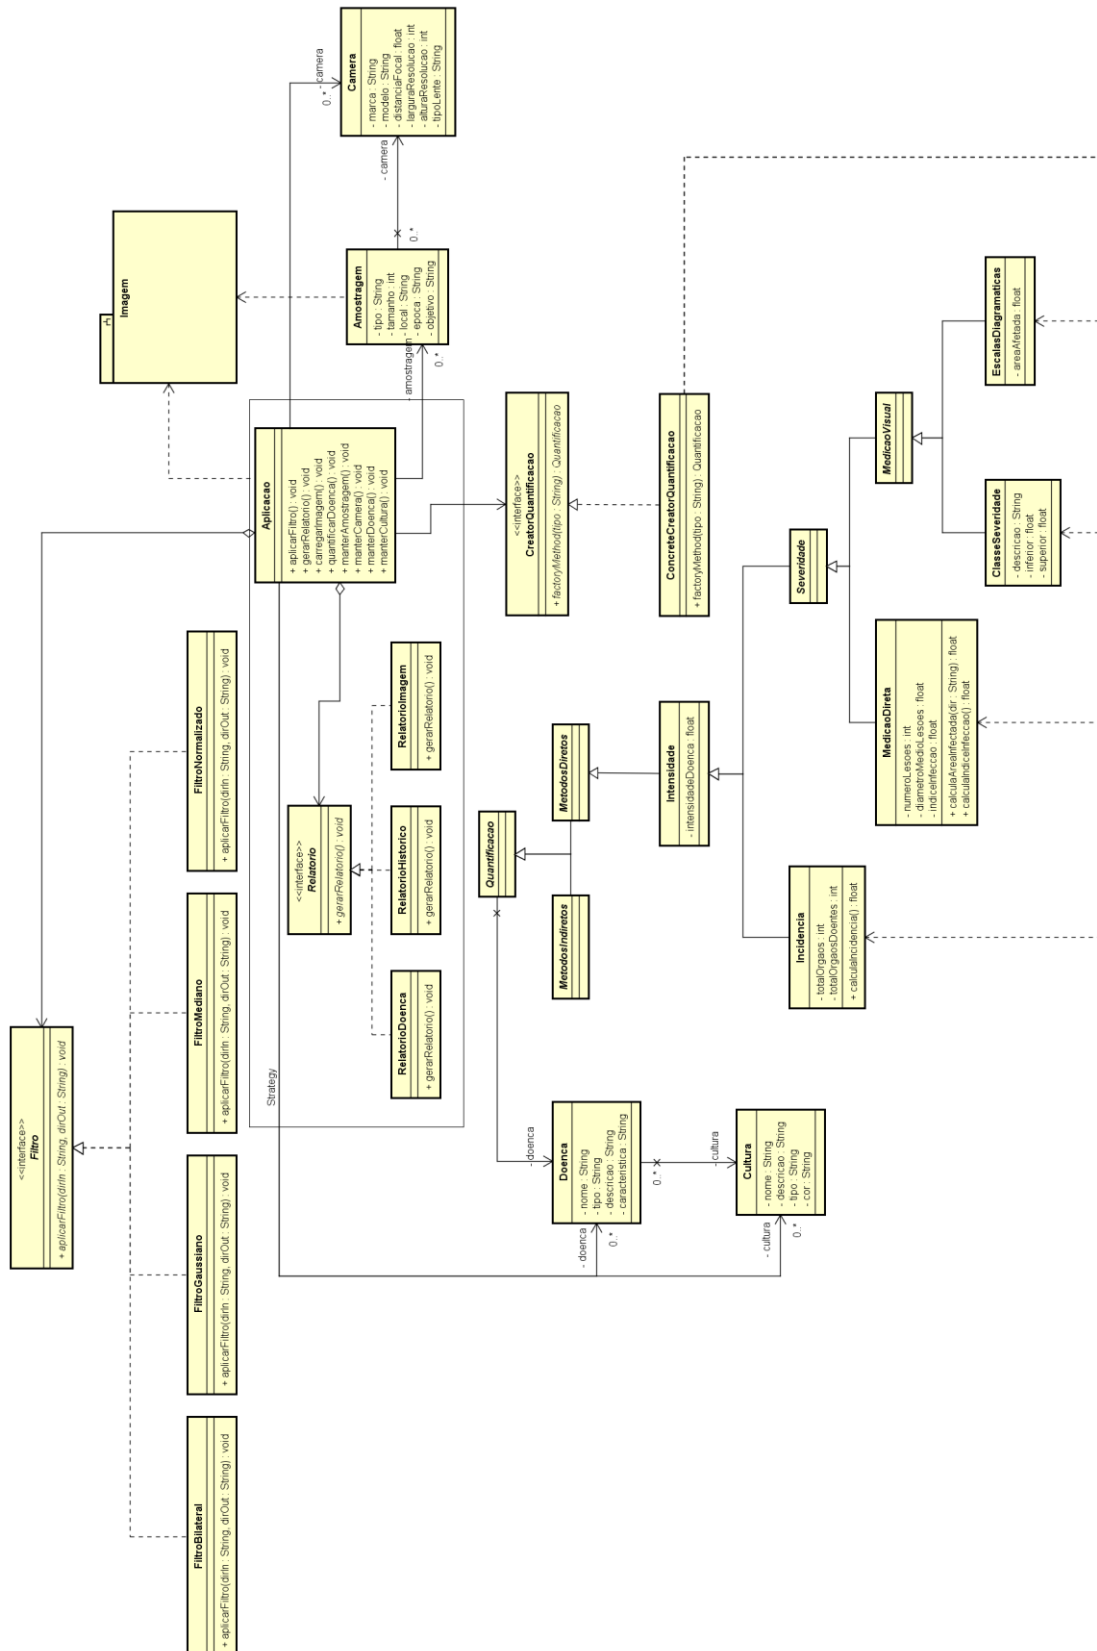 <<interface>>
Filtro
+ aplicarFiltro(dirIn : String, dirOut : String) : void
FiltroBilateral
+ aplicarFiltro(dirIn : String, dirOut : String) : void
FiltroGaussiano
+ aplicarFiltro(dirIn : String, dirOut : String) : void
FiltroMediano
+ aplicarFiltro(dirIn : String, dirOut : String) : void
FiltroNormalizado
+ aplicarFiltro(dirIn : String, dirOut : String) : void
Imagem
Strategy
Aplicacao
+ aplicarFiltro() : void
+ gerarRelatorio() : void
+ carregarImagem() : void
+ quantificarDoenca() : void
+ manterAmostragem() : void
+ manterCamera() : void
+ manterDoenca() : void
+ manterCultura() : void
<<interface>>
Relatorio
+ gerarRelatorio() : void
RelatorioDoenca
+ gerarRelatorio() : void
RelatorioHistorico
+ gerarRelatorio() : void
RelatorioImagem
+ gerarRelatorio() : void
- camera
0..*
Camera
- marca : String
- modelo : String
- distanciaFocal : float
- larguraResolucao : int
- alturaResolucao : int
- tipoLente : String
- camera
0..*
Amostragem
- tipo : String
- tamanho : int
- local : String
- epoca : String
- objetivo : String
- amostragem
0..*
<<interface>>
CreatorQuantificacao
+ factoryMethod(tipo : String) : Quantificacao
ConcreteCreatorQuantificacao
+ factoryMethod(tipo : String) : Quantificacao
Quantificacao
MetodosIndiretos
MetodosDiretos
- doenca
Doenca
- nome : String
- tipo : String
- descricao : String
- caracteristica : String
- doenca
0..*
0..*
- cultura
Cultura
- nome : String
- descricao : String
- tipo : String
- cor : String
- cultura
0..*
Intensidade
- intensidadeDoenca : float
Incidencia
- totalOrgaos : int
- totalOrgaosDoentes : int
+ calculaIncidencia() : float
Severidade
MedicaoDireta
- numeroLesoes : int
- diametroMedioLesoes : float
- indiceInfeccao : float
+ calculaAreaInfectada(dir : String) : float
+ calculaIndiceInfeccao() : float
MedicaoVisual
ClasseSeveridade
- descricao : String
- inferior : float
- superior : float
EscalasDiagramaticas
- areaAfetada : float